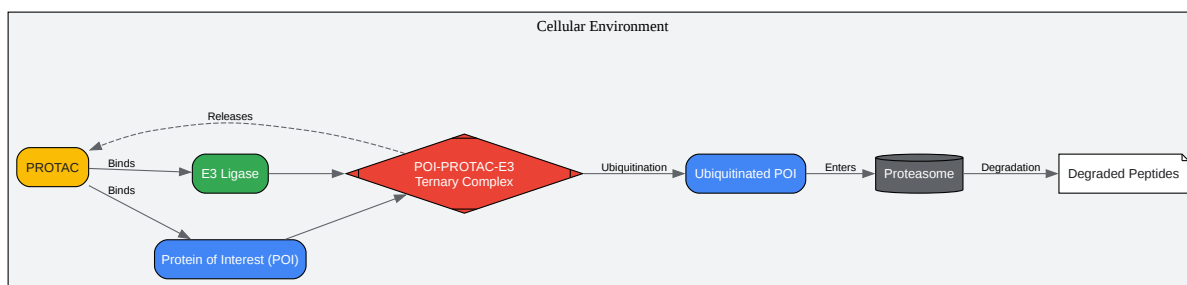 Cellular Environment
Releases
PROTAC
Binds
Binds
E3 Ligase
Protein of Interest (POI)
POI-PROTAC-E3
Ternary Complex
Ubiquitination
Ubiquitinated POI
Enters
Proteasome
Degradation
Degraded Peptides